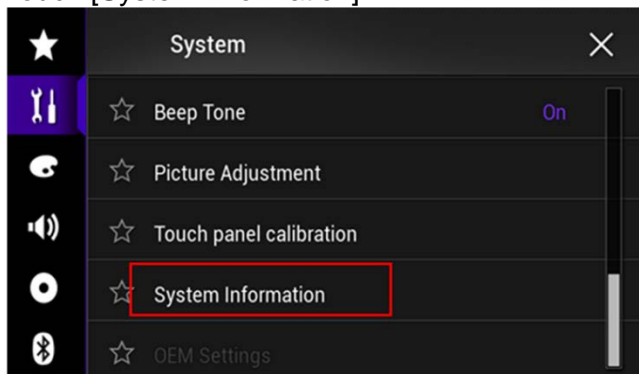 System
Beep Tone On
Picture Adjustment
Touch panel calibration
System Information
OEM Settings